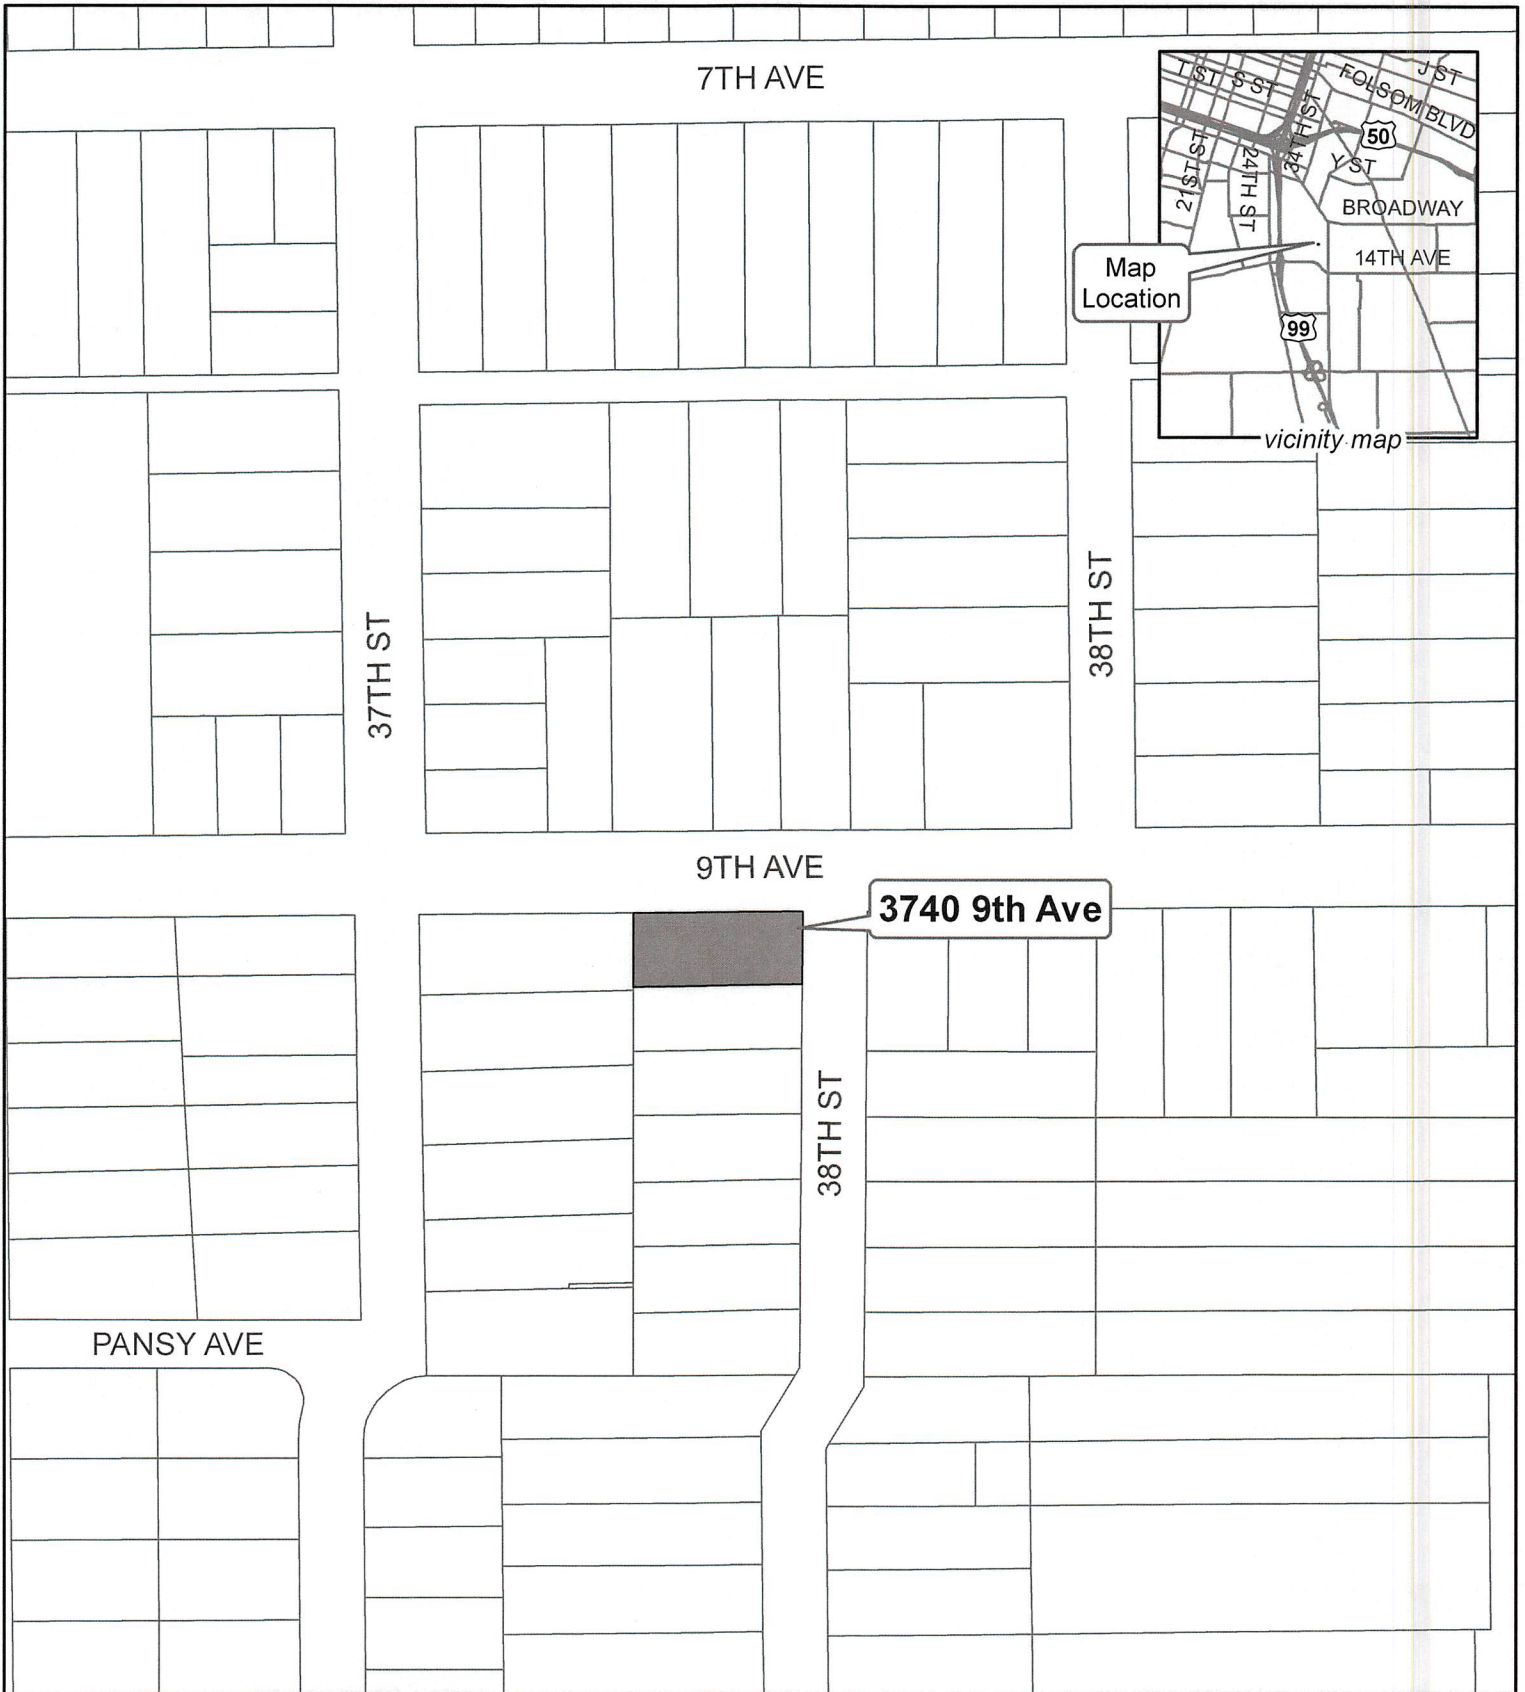 7TH AVE
T ST
S ST
J ST
FOLSOM BLVD
34TH ST
50
21ST ST
24TH ST
Y ST
BROADWAY
14TH AVE
Map
Location
99
vicinity map
37TH ST
38TH ST
9TH AVE
3740 9th Ave
38TH ST
PANSY AVE